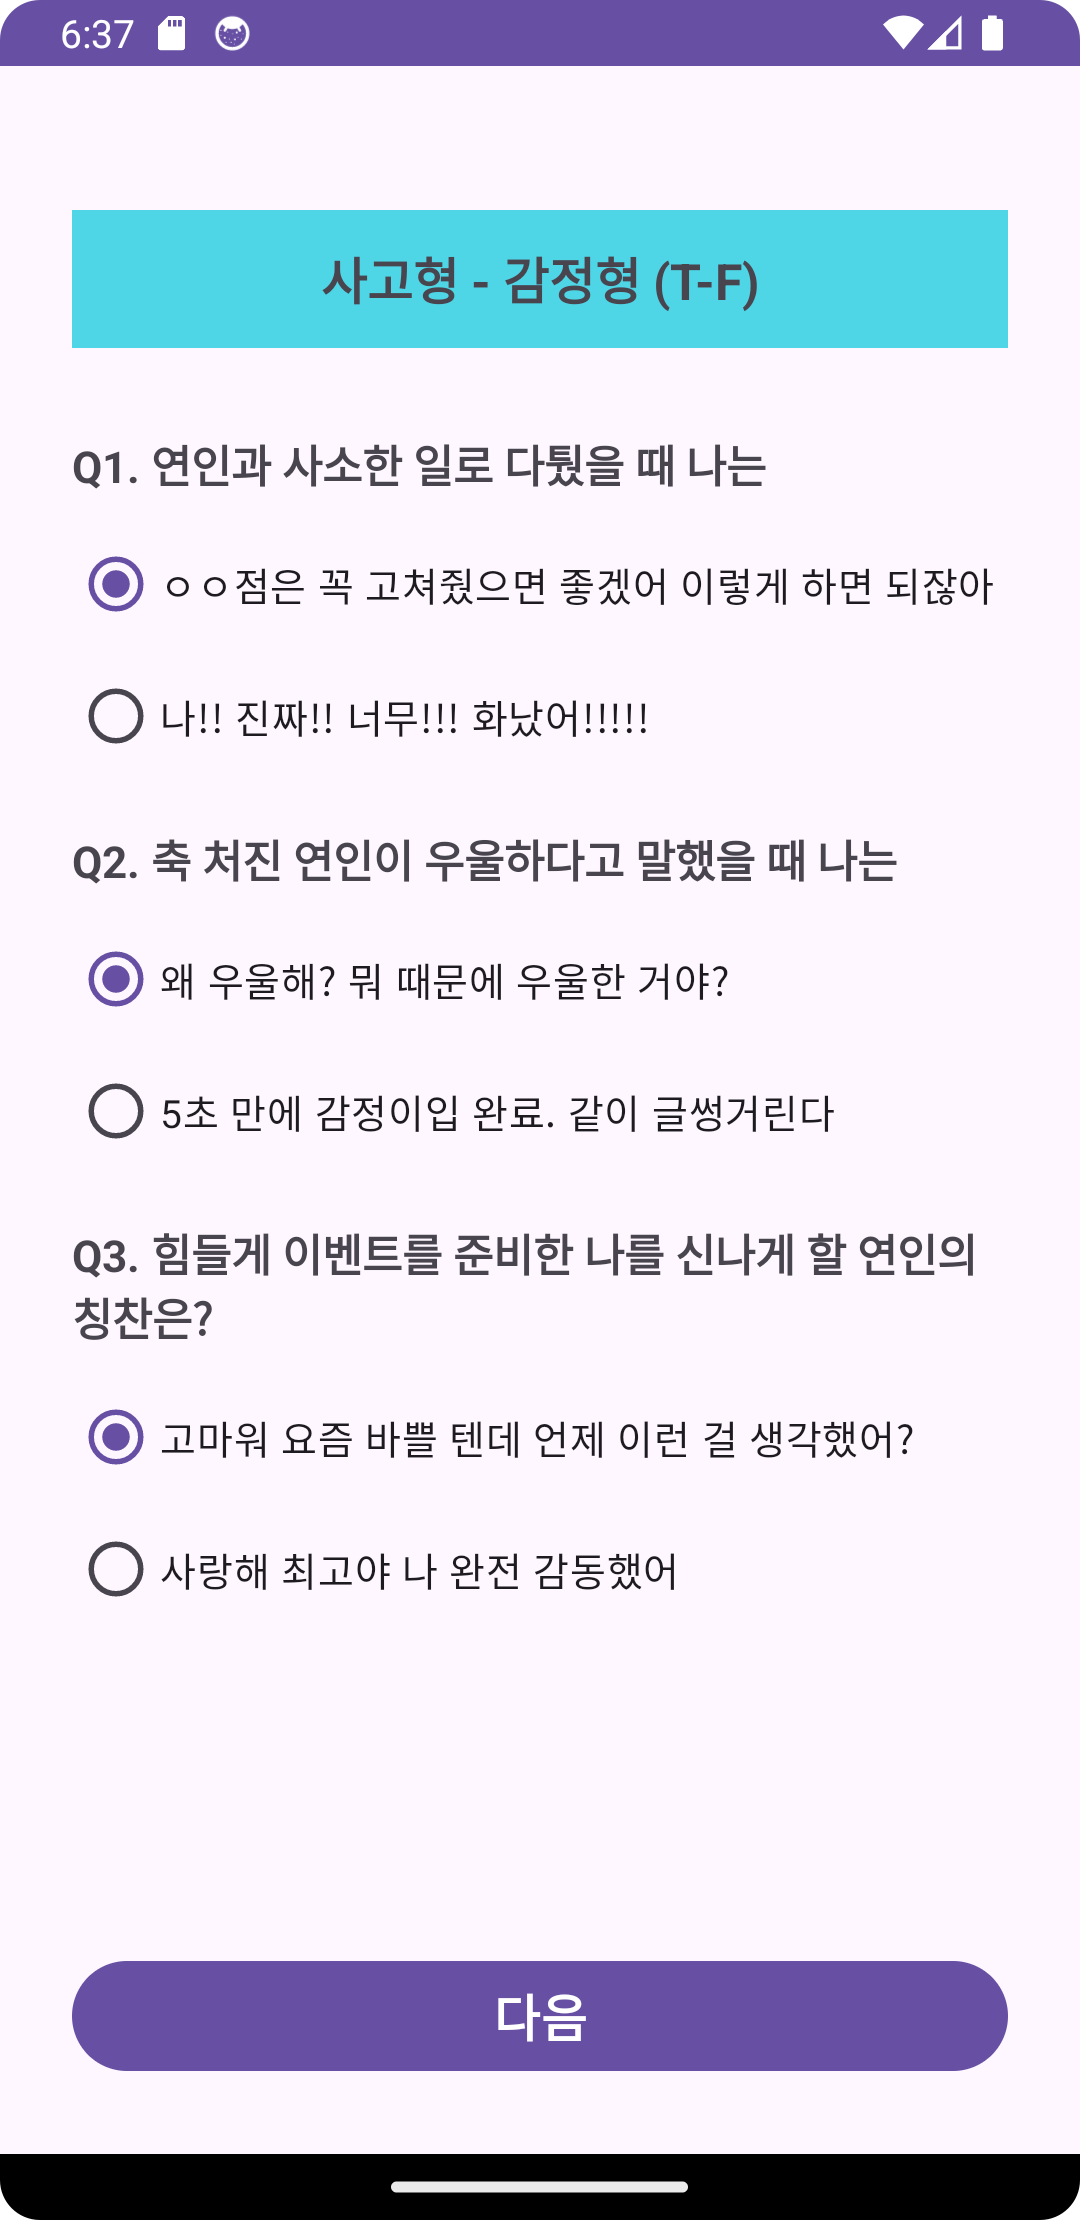 6:37
사고형 - 감정형 (T-F)
Q1. 연인과 사소한 일로 다퉜을 때 나는
ㅇㅇ점은 꼭 고쳐줬으면 좋겠어 이렇게 하면 되잖아
나!! 진짜!! 너무!!! 화났어!!!!!
Q2. 축 처진 연인이 우울하다고 말했을 때 나는
왜 우울해? 뭐 때문에 우울한 거야?
5초 만에 감정이입 완료. 같이 글썽거린다
Q3. 힘들게 이벤트를 준비한 나를 신나게 할 연인의
칭찬은?
고마워 요즘 바쁠 텐데 언제 이런 걸 생각했어?
사랑해 최고야 나 완전 감동했어
다음